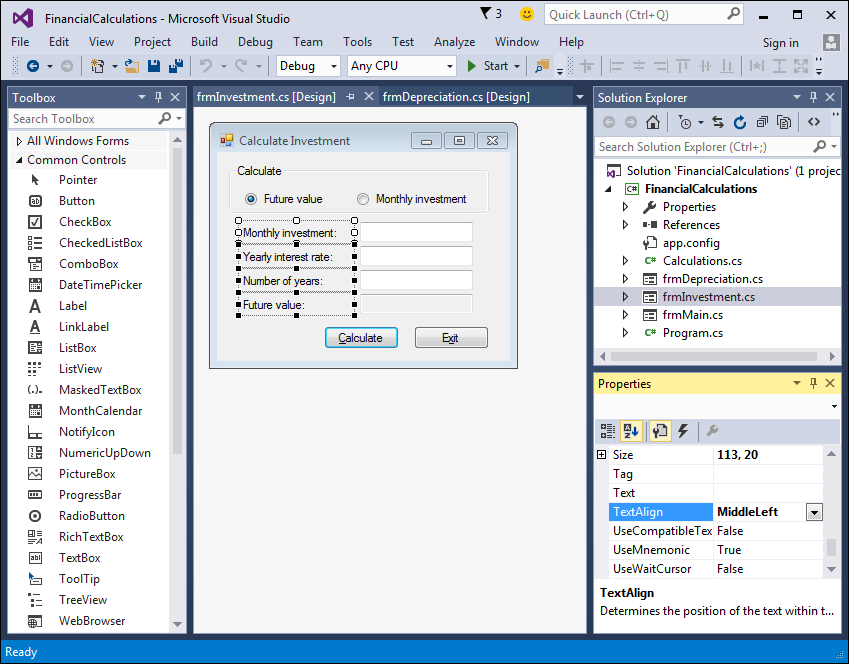 FinancialCalculations - Microsoft Visual Studio
3
Quick Launch (Ctrl+Q)
File Edit View Project Build Debug Team Tools Test Analyze Window Help
Sign in
Debug
Any CPU
Start
Toolbox
Search Toolbox
All Windows Forms
Common Controls
Pointer
Button
CheckBox
CheckedListBox
ComboBox
DateTimePicker
Label
LinkLabel
ListBox
ListView
MaskedTextBox
MonthCalendar
NotifyIcon
NumericUpDown
PictureBox
ProgressBar
RadioButton
RichTextBox
TextBox
ToolTip
TreeView
WebBrowser
frmInvestment.cs [Design]
frmDepreciation.cs [Design]
Calculate Investment
Calculate
Future value
Monthly investment
Monthly investment:
Yearly interest rate:
Number of years:
Future value:
Calculate
Exit
Solution Explorer
Search Solution Explorer (Ctrl+;)
Solution 'FinancialCalculations' (1 projec
FinancialCalculations
Properties
References
app.config
Calculations.cs
frmDepreciation.cs
frmInvestment.cs
frmMain.cs
Program.cs
Properties
Size 113, 20
Tag
Text
TextAlign MiddleLeft
UseCompatibleTex False
UseMnemonic True
UseWaitCursor False
TextAlign
Determines the position of the text within t...
Ready